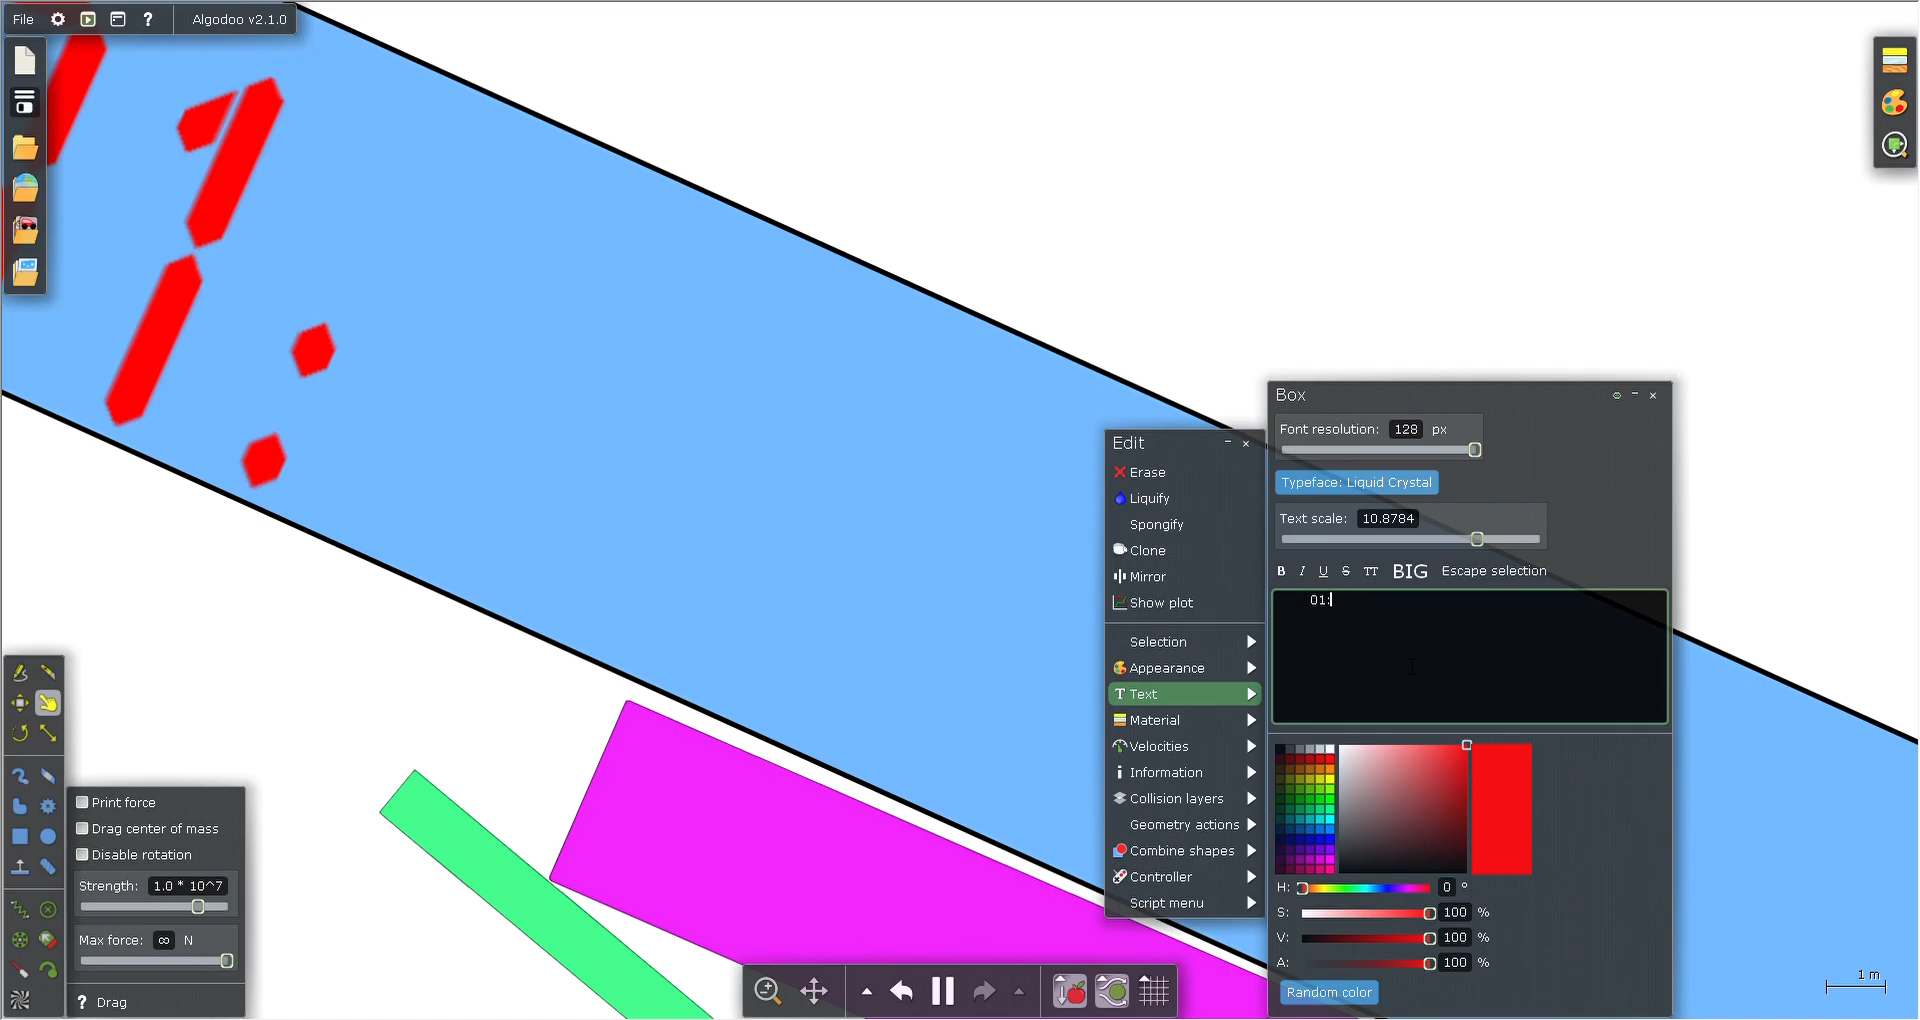 File ? Algodoo v2.1.0
1:
Box
Font resolution: 128 px
Typeface: Liquid Crystal
Text scale: 10.8784
B I U S TT BIG Escape selection
01:
H: 0 °
S: 100 %
V: 100 %
A: 100 %
Random color
Edit
Erase
Liquify
Spongify
Clone
Mirror
Show plot
Selection
Appearance
T Text
Material
Velocities
Information
Collision layers
Geometry actions
Combine shapes
Controller
Script menu
Print force
Drag center of mass
Disable rotation
Strength: 1.0 * 10^7
Max force: ∞ N
? Drag
1 m